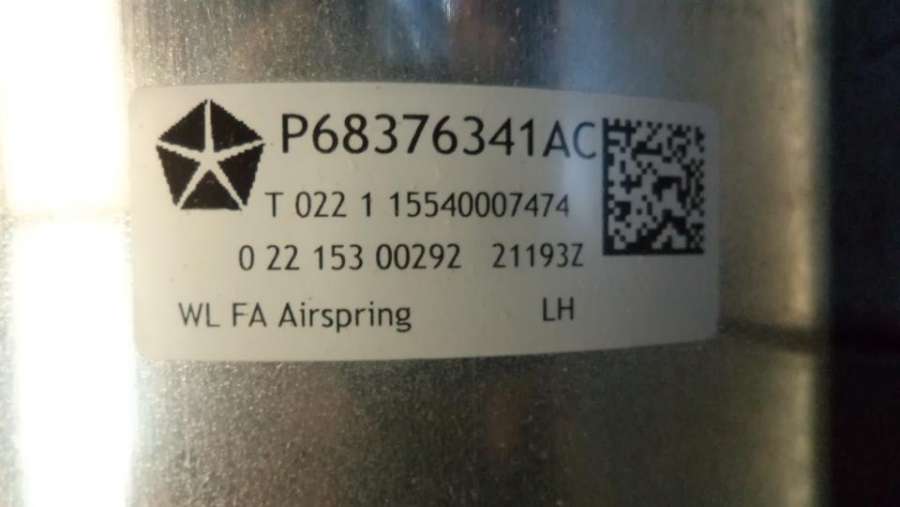 P68376341AC
T 022 1 15540007474
0 22 153 00292 21193Z
WL FA Airspring LH